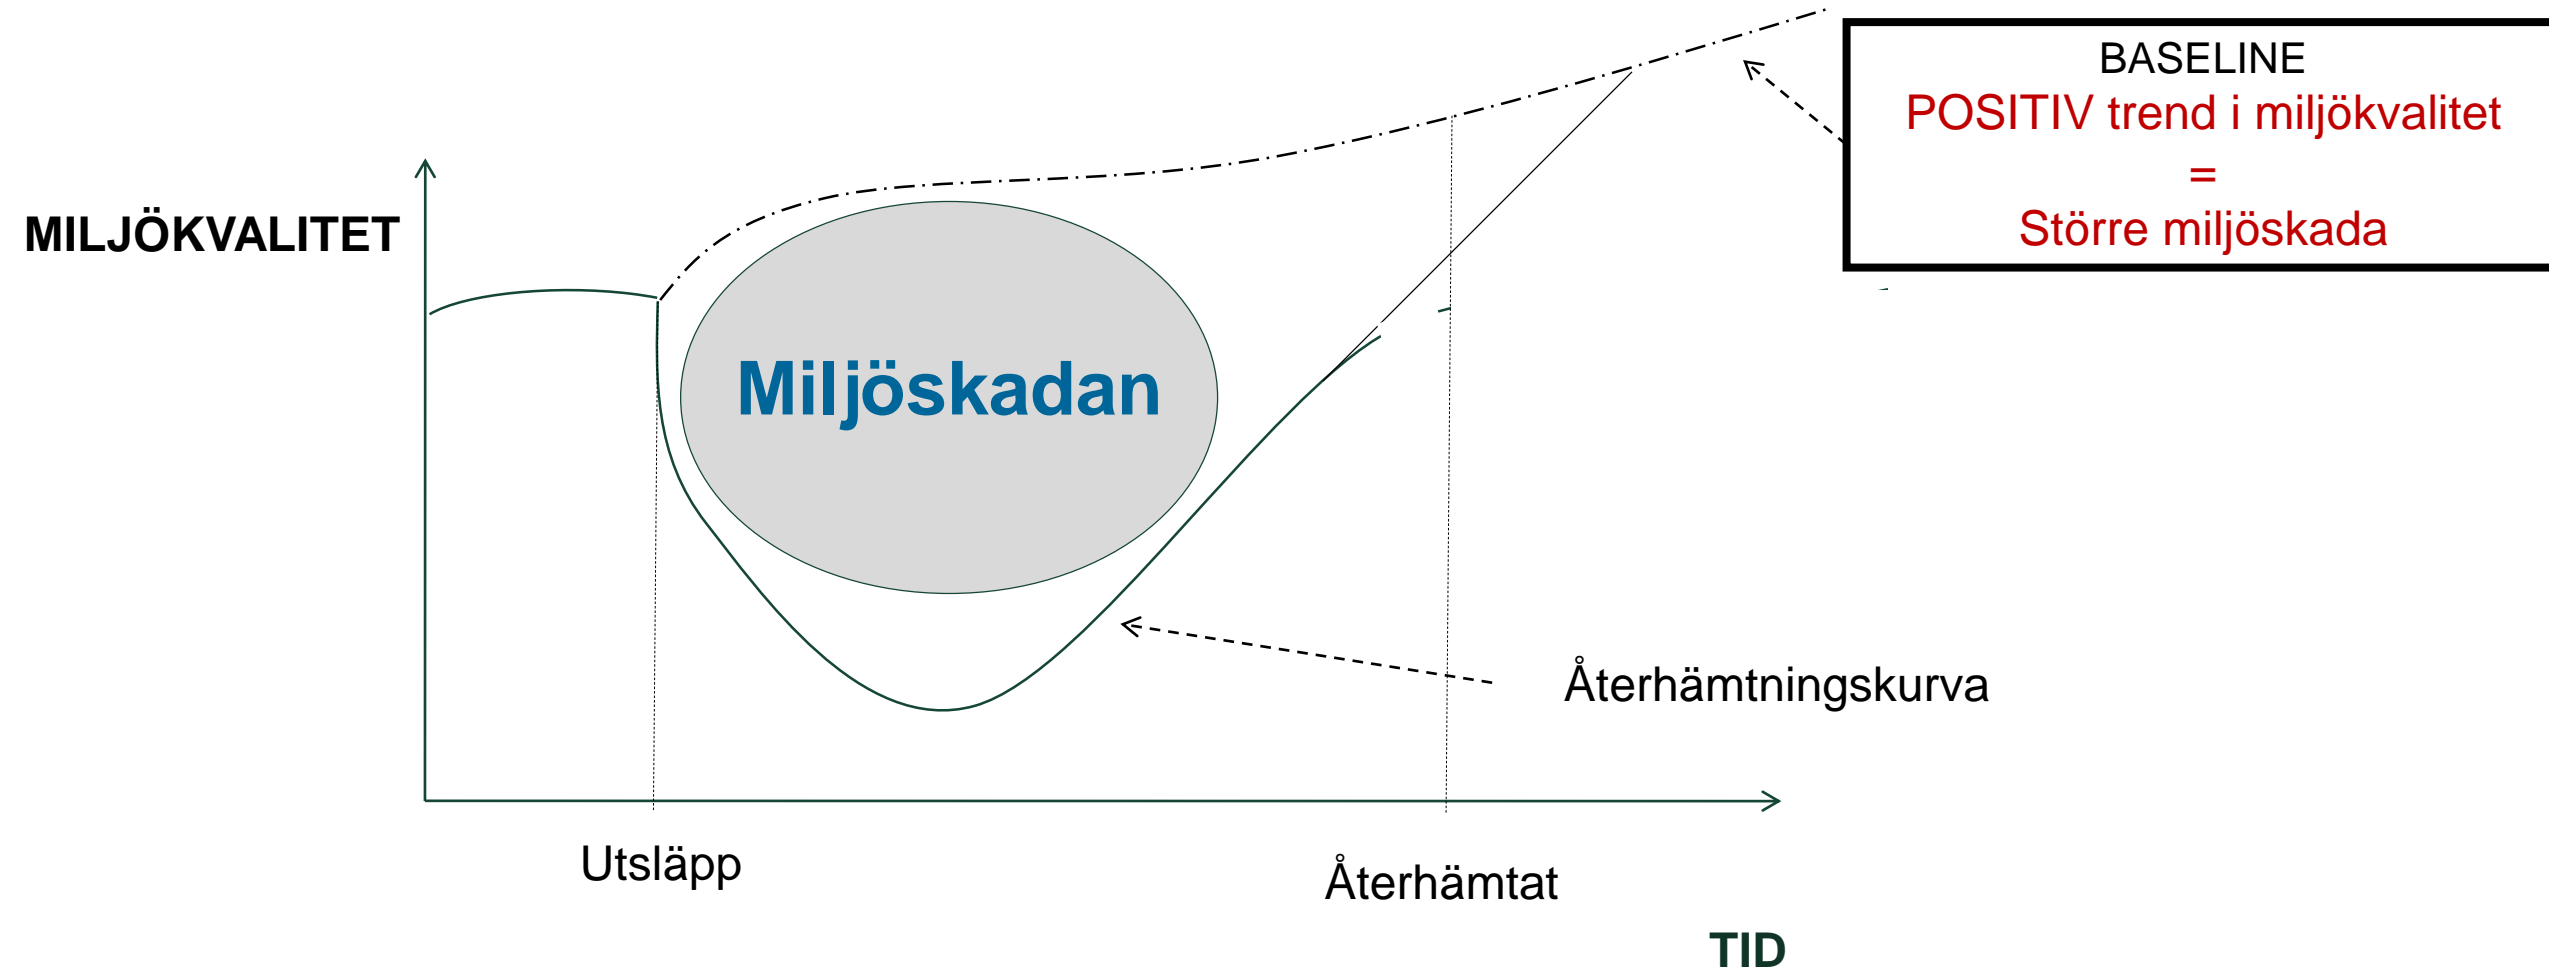 BASELINE
POSITIV trend i miljökvalitet
=
Större miljöskada
MILJÖKVALITET
Miljöskadan
Återhämtningskurva
Utsläpp
Återhämtat
TID